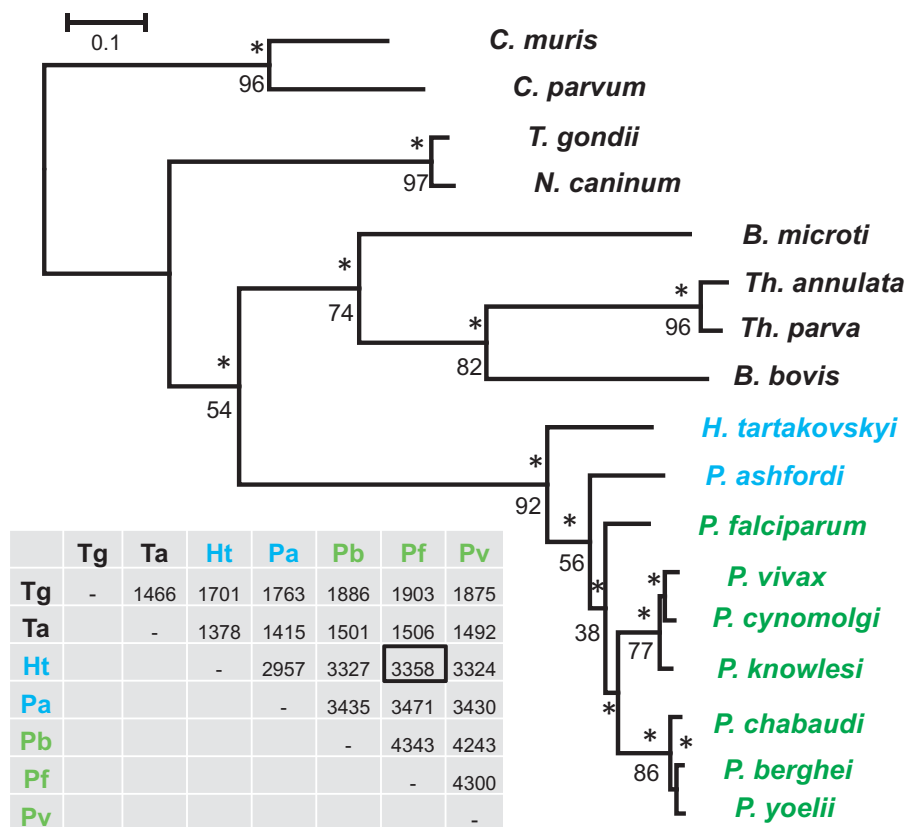 0.1
*
96
C. muris
C. parvum
*
97
T. gondii
N. caninum
*
74
B. microti
*
96
Th. annulata
Th. parva
*
82
B. bovis
*
54
H. tartakovskyi
*
92
P. ashfordi
*
56
P. falciparum
*
38
*
P. vivax
*
P. cynomolgi
77
P. knowlesi
*
P. chabaudi
*
*
86
P. berghei
P. yoelii
Tg Ta Ht Pa Pb Pf Pv
Tg - 1466 1701 1763 1886 1903 1875
Ta - 1378 1415 1501 1506 1492
Ht - 2957 3327 3358 3324
Pa - 3435 3471 3430
Pb - 4343 4243
Pf - 4300
Pv -